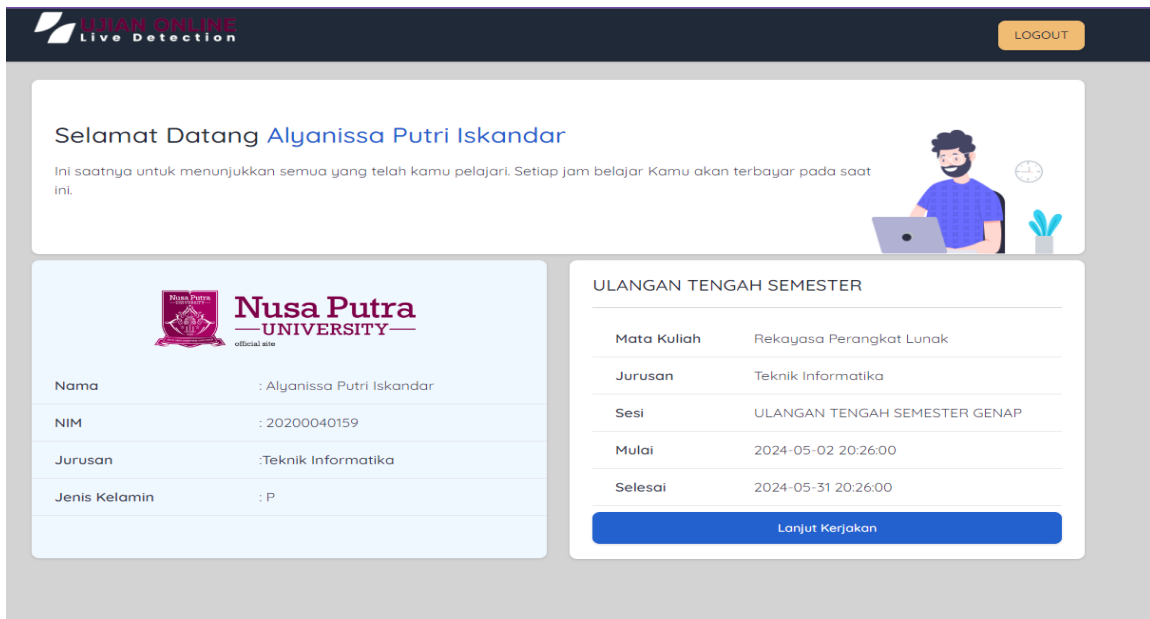 UJIAN ONLINE
Live Detection
LOGOUT
Selamat Datang Alyanissa Putri Iskandar
Ini saatnya untuk menunjukkan semua yang telah kamu pelajari. Setiap jam belajar Kamu akan terbayar pada saat
ini.
Nusa Putra
UNIVERSITY
Nusa Putra
UNIVERSITY
official site
Nama : Alyanissa Putri Iskandar
NIM : 20200040159
Jurusan :Teknik Informatika
Jenis Kelamin : P
ULANGAN TENGAH SEMESTER
Mata Kuliah Rekayasa Perangkat Lunak
Jurusan Teknik Informatika
Sesi ULANGAN TENGAH SEMESTER GENAP
Mulai 2024-05-02 20:26:00
Selesai 2024-05-31 20:26:00
Lanjut Kerjakan